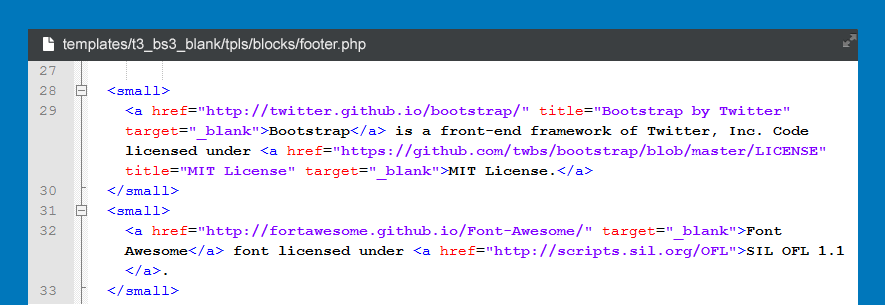 templates/t3_bs3_blank/tpls/blocks/footer.php
27
28 <small>
29 <a href="http://twitter.github.io/bootstrap/" title="Bootstrap by Twitter"
target="_blank">Bootstrap</a> is a front-end framework of Twitter, Inc. Code
licensed under <a href="https://github.com/twbs/bootstrap/blob/master/LICENSE"
title="MIT License" target="_blank">MIT License.</a>
30 </small>
31 <small>
32 <a href="http://fortawesome.github.io/Font-Awesome/" target="_blank">Font
Awesome</a> font licensed under <a href="http://scripts.sil.org/OFL">SIL OFL 1.1
</a>.
33 </small>